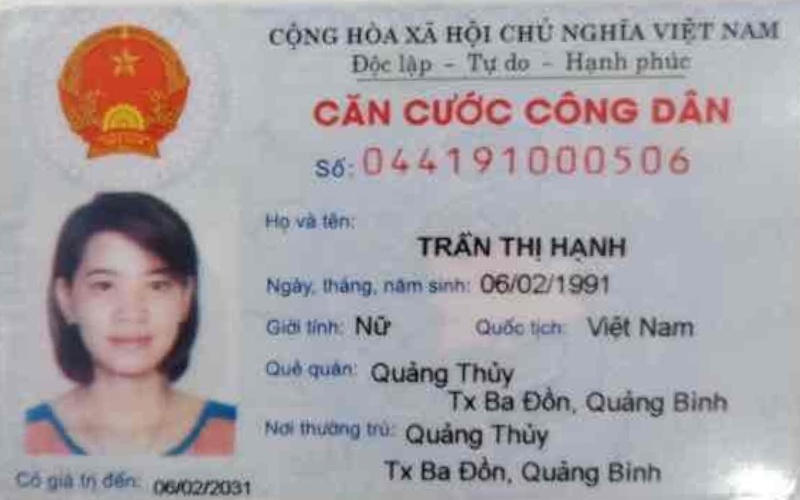 CỘNG HÒA XÃ HỘI CHỦ NGHĨA VIỆT NAM
Độc lập - Tự do - Hạnh phúc
CĂN CƯỚC CÔNG DÂN
Số: 044191000506
Họ và tên:
TRẦN THỊ HẠNH
Ngày, tháng, năm sinh: 06/02/1991
Giới tính: Nữ Quốc tịch: Việt Nam
Quê quán: Quảng Thủy
Tx Ba Đồn, Quảng Bình
Nơi thường trú: Quảng Thủy
Tx Ba Đồn, Quảng Bình
Có giá trị đến: 06/02/2031